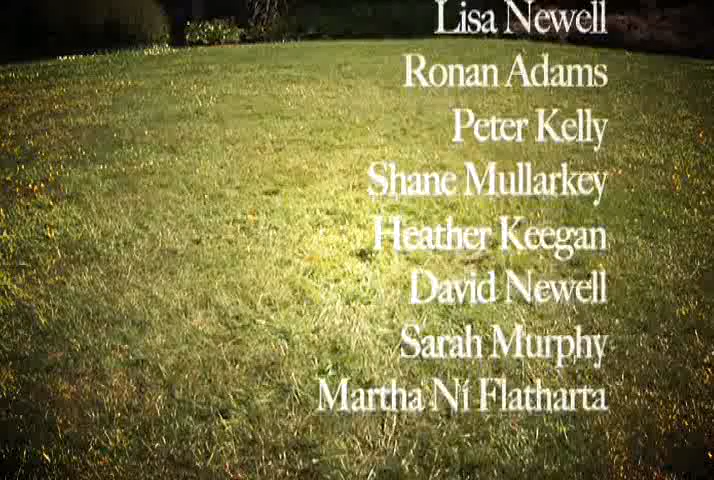 Lisa Newell
Ronan Adams
Peter Kelly
Shane Mullarkey
Heather Keegan
David Newell
Sarah Murphy
Martha Ní Flatharta